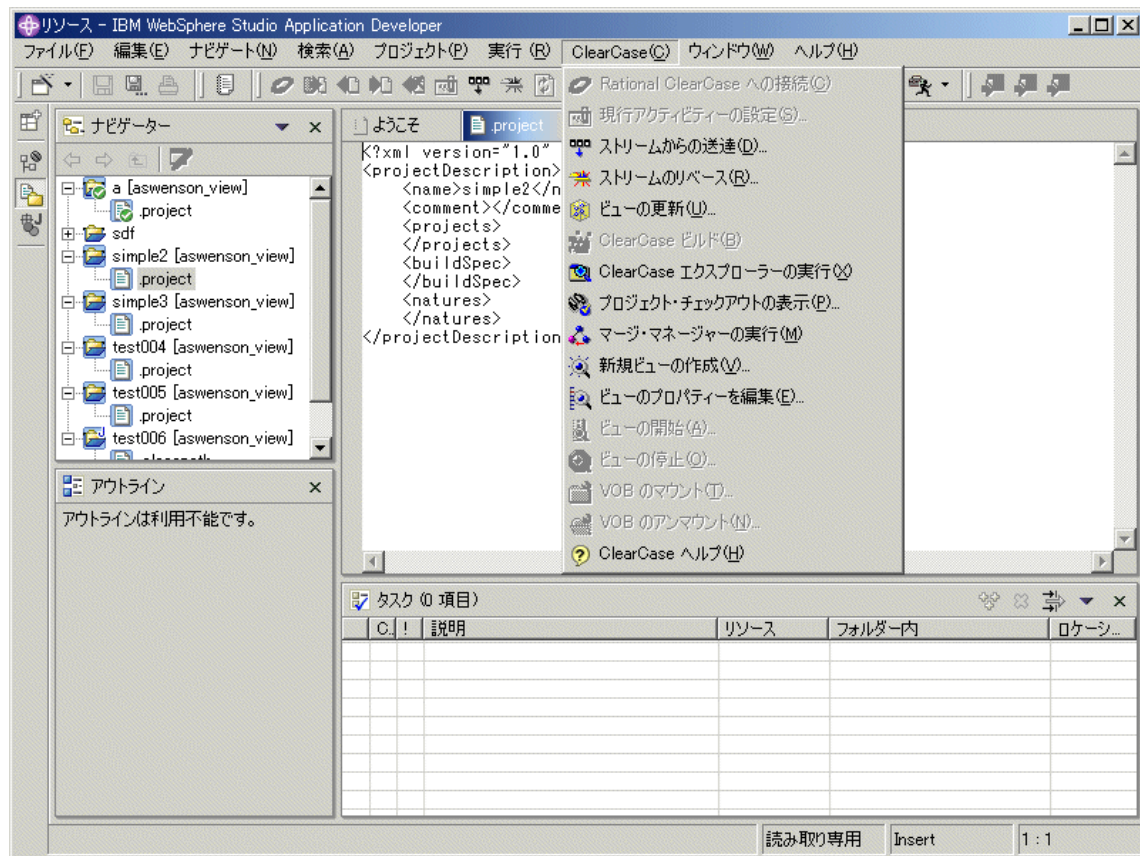 リソース - IBM WebSphere Studio Application Developer
ファイル(F) 編集(E) ナビゲート(N) 検索(A) プロジェクト(P) 実行 (R) ClearCase(C) ウィンドウ(W) ヘルプ(H)
ナビゲーター
a [aswenson_view]
.project
sdf
simple2 [aswenson_view]
.project
simple3 [aswenson_view]
.project
test004 [aswenson_view]
.project
test005 [aswenson_view]
.project
test006 [aswenson_view]
アウトライン
アウトラインは利用不能です。
ようこそ .project
<?xml version="1.0"
<projectDescription>
<name>simple2</n
<comment></comme
<projects>
</projects>
<buildSpec>
</buildSpec>
<natures>
</natures>
</projectDescription
Rational ClearCase への接続(C)
現行アクティビティーの設定(S)...
ストリームからの送達(D)...
ストリームのリベース(R)...
ビューの更新(U)...
ClearCase ビルド(B)
ClearCase エクスプローラーの実行(X)
プロジェクト・チェックアウトの表示(P)...
マージ・マネージャーの実行(M)
新規ビューの作成(V)...
ビューのプロパティーを編集(E)...
ビューの開始(A)...
ビューの停止(O)...
VOB のマウント(T)...
VOB のアンマウント(N)...
ClearCase ヘルプ(H)
タスク (0 項目)
C. ! 説明 リソース フォルダー内 ロケーシ...
読み取り専用 Insert 1 : 1